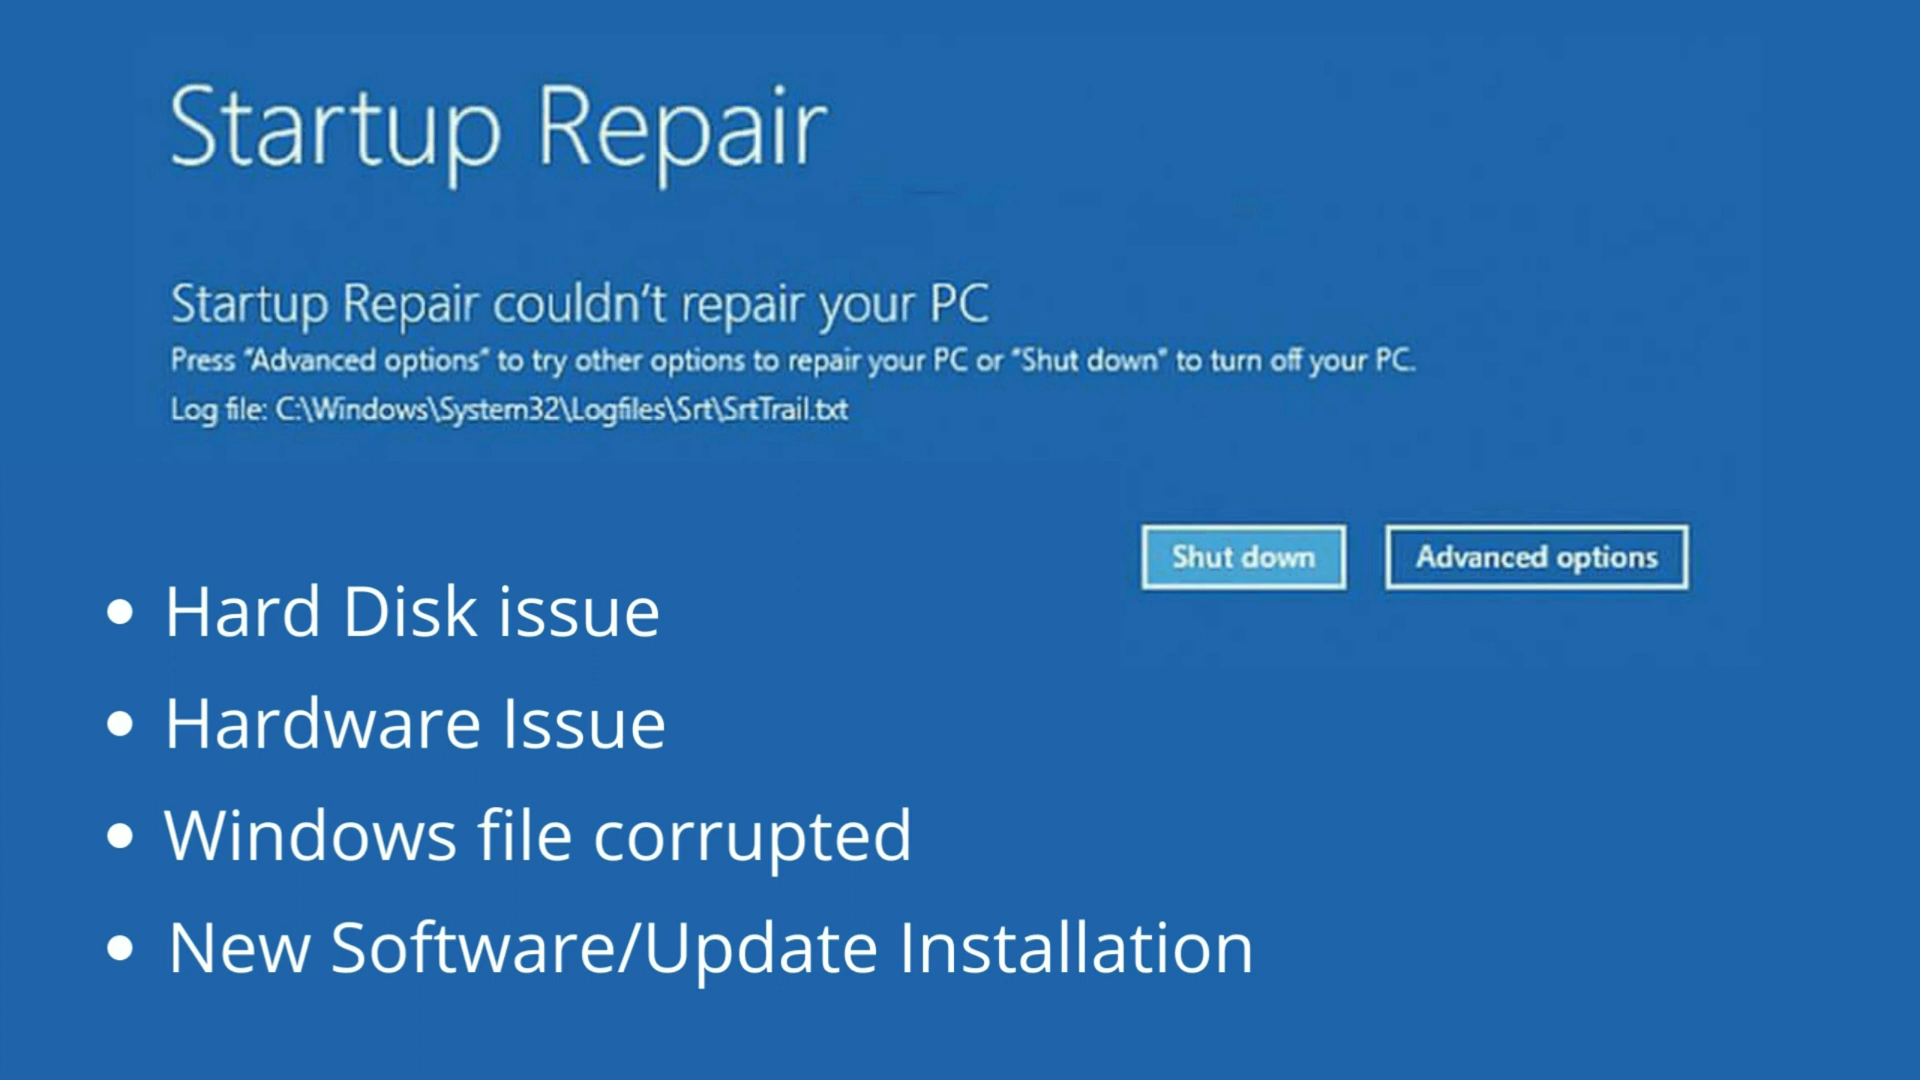 Startup Repair
Startup Repair couldn't repair your PC
Press "Advanced options" to try other options to repair your PC or "Shut down" to turn off your PC.
Log file: C:\Windows\System32\Logfiles\Srt\SrtTrail.txt
Shut down
Advanced options
• Hard Disk issue
• Hardware Issue
• Windows file corrupted
• New Software/Update Installation